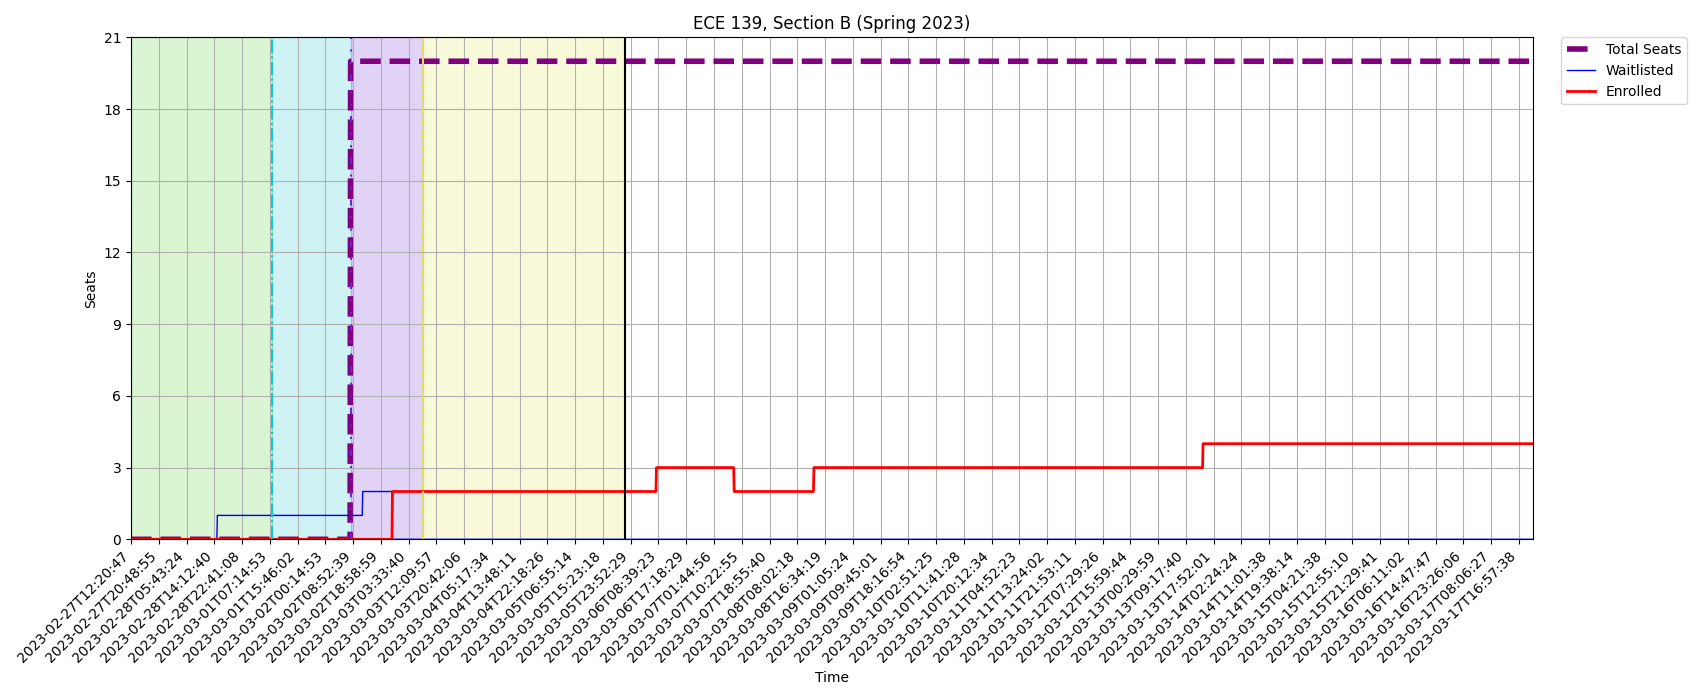 ECE 139, Section B (Spring 2023)
Total Seats
Waitlisted
Enrolled
21
18
15
12
9
6
3
0
Seats
2023-02-27T12:20:47
2023-02-27T20:48:55
2023-02-28T05:43:24
2023-02-28T14:12:40
2023-02-28T22:41:08
2023-03-01T07:14:53
2023-03-01T15:46:02
2023-03-02T00:14:53
2023-03-02T08:52:39
2023-03-02T18:58:59
2023-03-03T03:33:40
2023-03-03T12:09:57
2023-03-03T20:42:06
2023-03-04T05:17:34
2023-03-04T13:48:11
2023-03-04T22:18:26
2023-03-05T06:55:14
2023-03-05T15:23:18
2023-03-05T23:52:29
2023-03-06T08:39:23
2023-03-06T17:18:29
2023-03-07T01:44:56
2023-03-07T10:22:55
2023-03-07T18:55:40
2023-03-08T08:02:18
2023-03-08T16:34:19
2023-03-09T01:05:24
2023-03-09T09:45:01
2023-03-09T18:16:54
2023-03-10T02:51:25
2023-03-10T11:41:28
2023-03-10T20:12:34
2023-03-11T04:52:23
2023-03-11T13:24:02
2023-03-11T21:53:11
2023-03-12T07:29:26
2023-03-12T15:59:44
2023-03-13T00:29:59
2023-03-13T09:17:40
2023-03-13T17:52:01
2023-03-14T02:24:24
2023-03-14T11:01:38
2023-03-14T19:38:14
2023-03-15T04:21:38
2023-03-15T12:55:10
2023-03-15T21:29:41
2023-03-16T06:11:02
2023-03-16T14:47:47
2023-03-16T23:26:06
2023-03-17T08:06:27
2023-03-17T16:57:38
Time